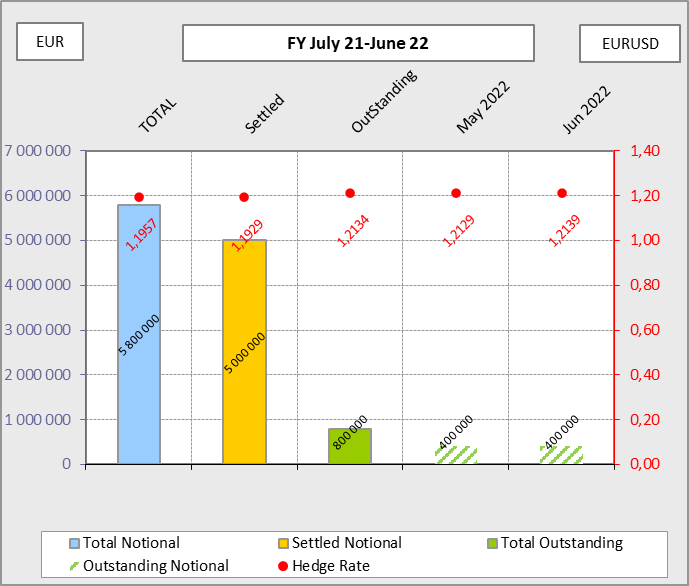 EUR
FY July 21-June 22
EURUSD
TOTAL
Settled
OutStanding
May 2022
Jun 2022
7 000 000
6 000 000
5 000 000
4 000 000
3 000 000
2 000 000
1 000 000
0
1,40
1,20
1,00
0,80
0,60
0,40
0,20
0,00
1,1957
1,1929
1,2134
1,2129
1,2139
5 800 000
5 000 000
800 000
400 000
400 000
Total Notional
Settled Notional
Total Outstanding
Outstanding Notional
Hedge Rate